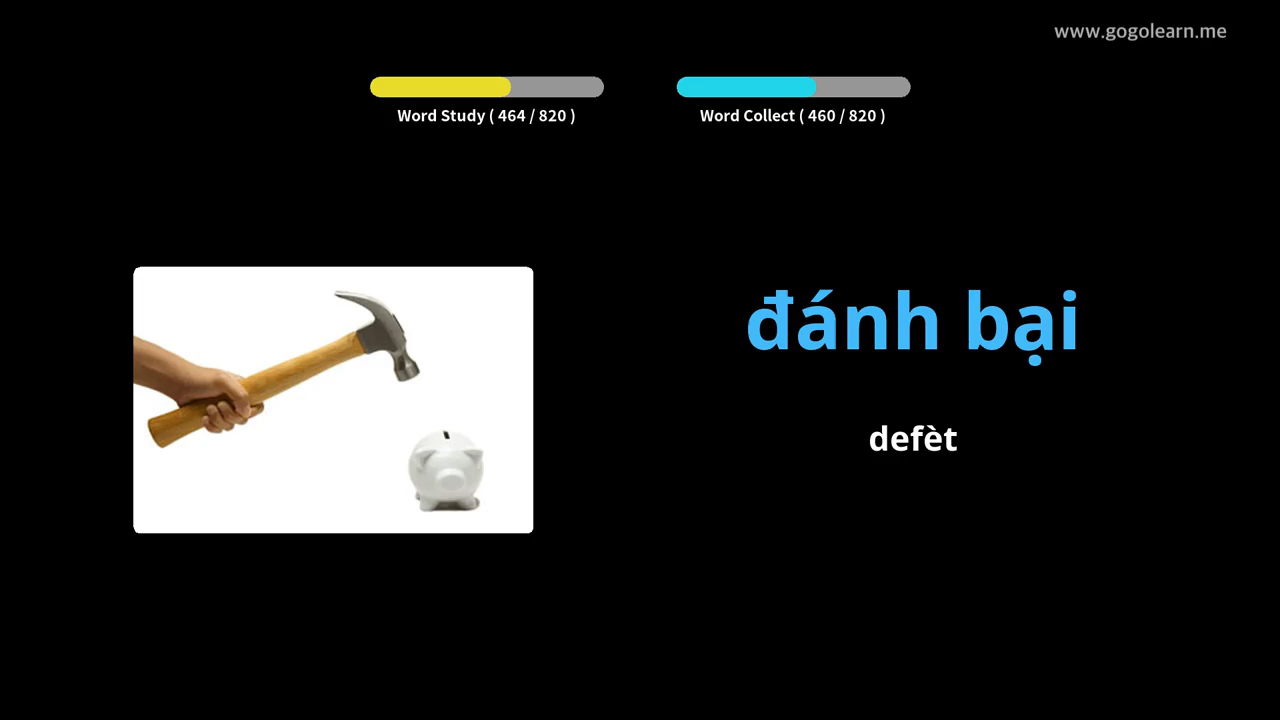 www.gogolearn.me
Word Study ( 464 / 820 )
Word Collect ( 460 / 820 )
đánh bại
defèt